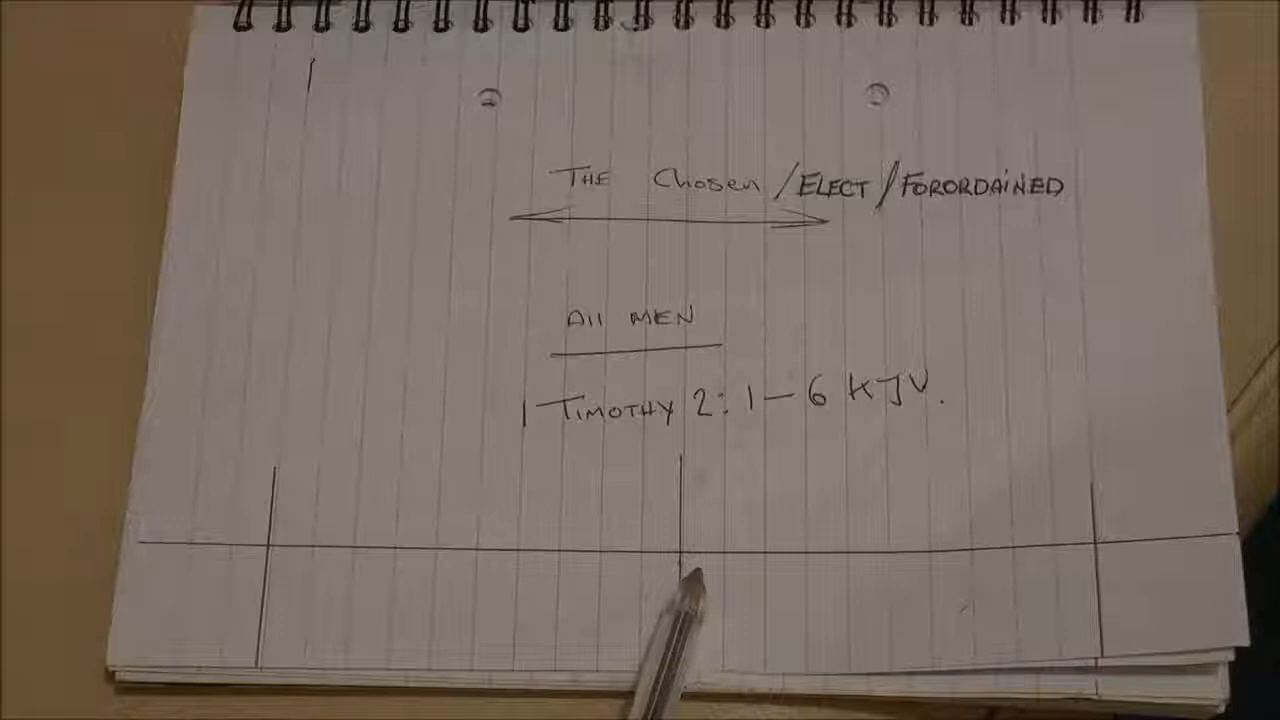 THE Chosen /ELECT/FORORDAINED
All MEN
1 TIMOTHY 2:1-6 KJV.